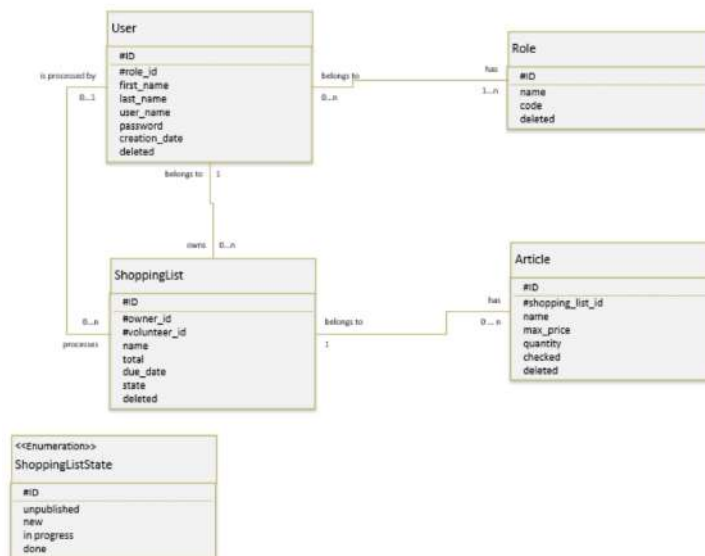 User
#ID
#role_id
first_name
last_name
user_name
password
creation_date
deleted
Role
#ID
name
code
deleted
belongs to
0...n
has
1...n
is processed by
0...1
belongs to 1
owns 0...n
ShoppingList
#ID
#owner_id
#volunteer_id
name
total
due_date
state
deleted
0...n
processes
Article
#ID
#shopping_list_id
name
max_price
quantity
checked
deleted
belongs to
1
has
0... n
<<Enumeration>>
ShoppingListState
#ID
unpublished
new
in progress
done